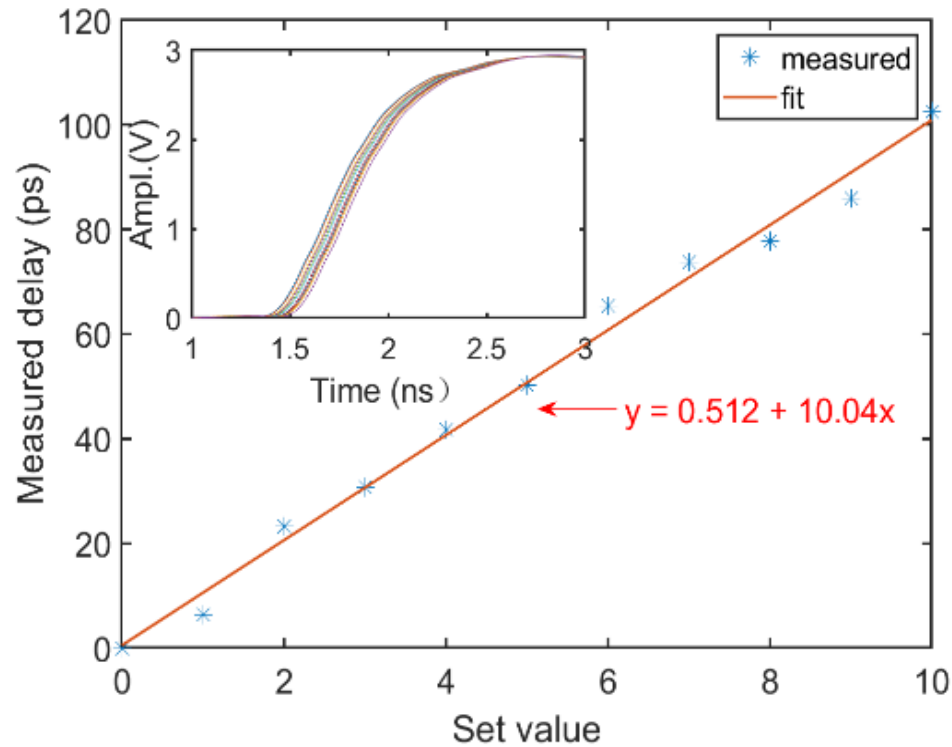 120
100
80
60
40
20
0
Measured delay (ps)
0 2 4 6 8 10
Set value
measured
fit
3
2
1
0
Ampl.(V)
1 1.5 2 2.5 3
Time (ns）
y = 0.512 + 10.04x